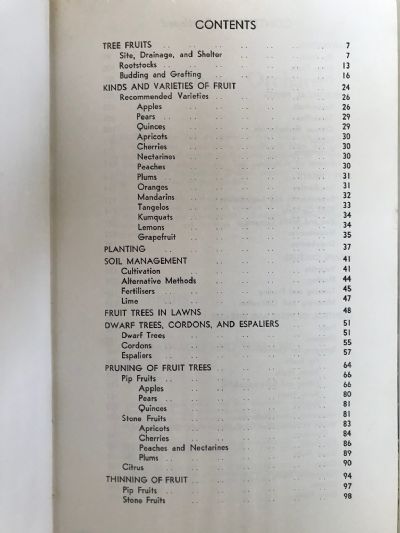 CONTENTS
TREE FRUITS .. 7
Site, Drainage, and Shelter .. 7
Rootstocks .. 13
Budding and Grafting .. 16
KINDS AND VARIETIES OF FRUIT .. 24
Recommended Varieties .. 26
Apples .. 26
Pears .. 29
Quinces .. 29
Apricots .. 30
Cherries .. 30
Nectarines .. 30
Peaches .. 30
Plums .. 31
Oranges .. 31
Mandarins .. 32
Tangelos .. 33
Kumquats .. 34
Lemons .. 34
Grapefruit .. 35
PLANTING .. 37
SOIL MANAGEMENT .. 41
Cultivation .. 41
Alternative Methods .. 44
Fertilisers .. 45
Lime .. 47
FRUIT TREES IN LAWNS .. 48
DWARF TREES, CORDONS, AND ESPALIERS .. 51
Dwarf Trees .. 51
Cordons .. 55
Espaliers .. 57
PRUNING OF FRUIT TREES .. 64
Pip Fruits .. 66
Apples .. 66
Pears .. 80
Quinces .. 81
Stone Fruits .. 81
Apricots .. 83
Cherries .. 84
Peaches and Nectarines .. 86
Plums .. 89
Citrus .. 90
THINNING OF FRUIT .. 94
Pip Fruits .. 97
Stone Fruits .. 98